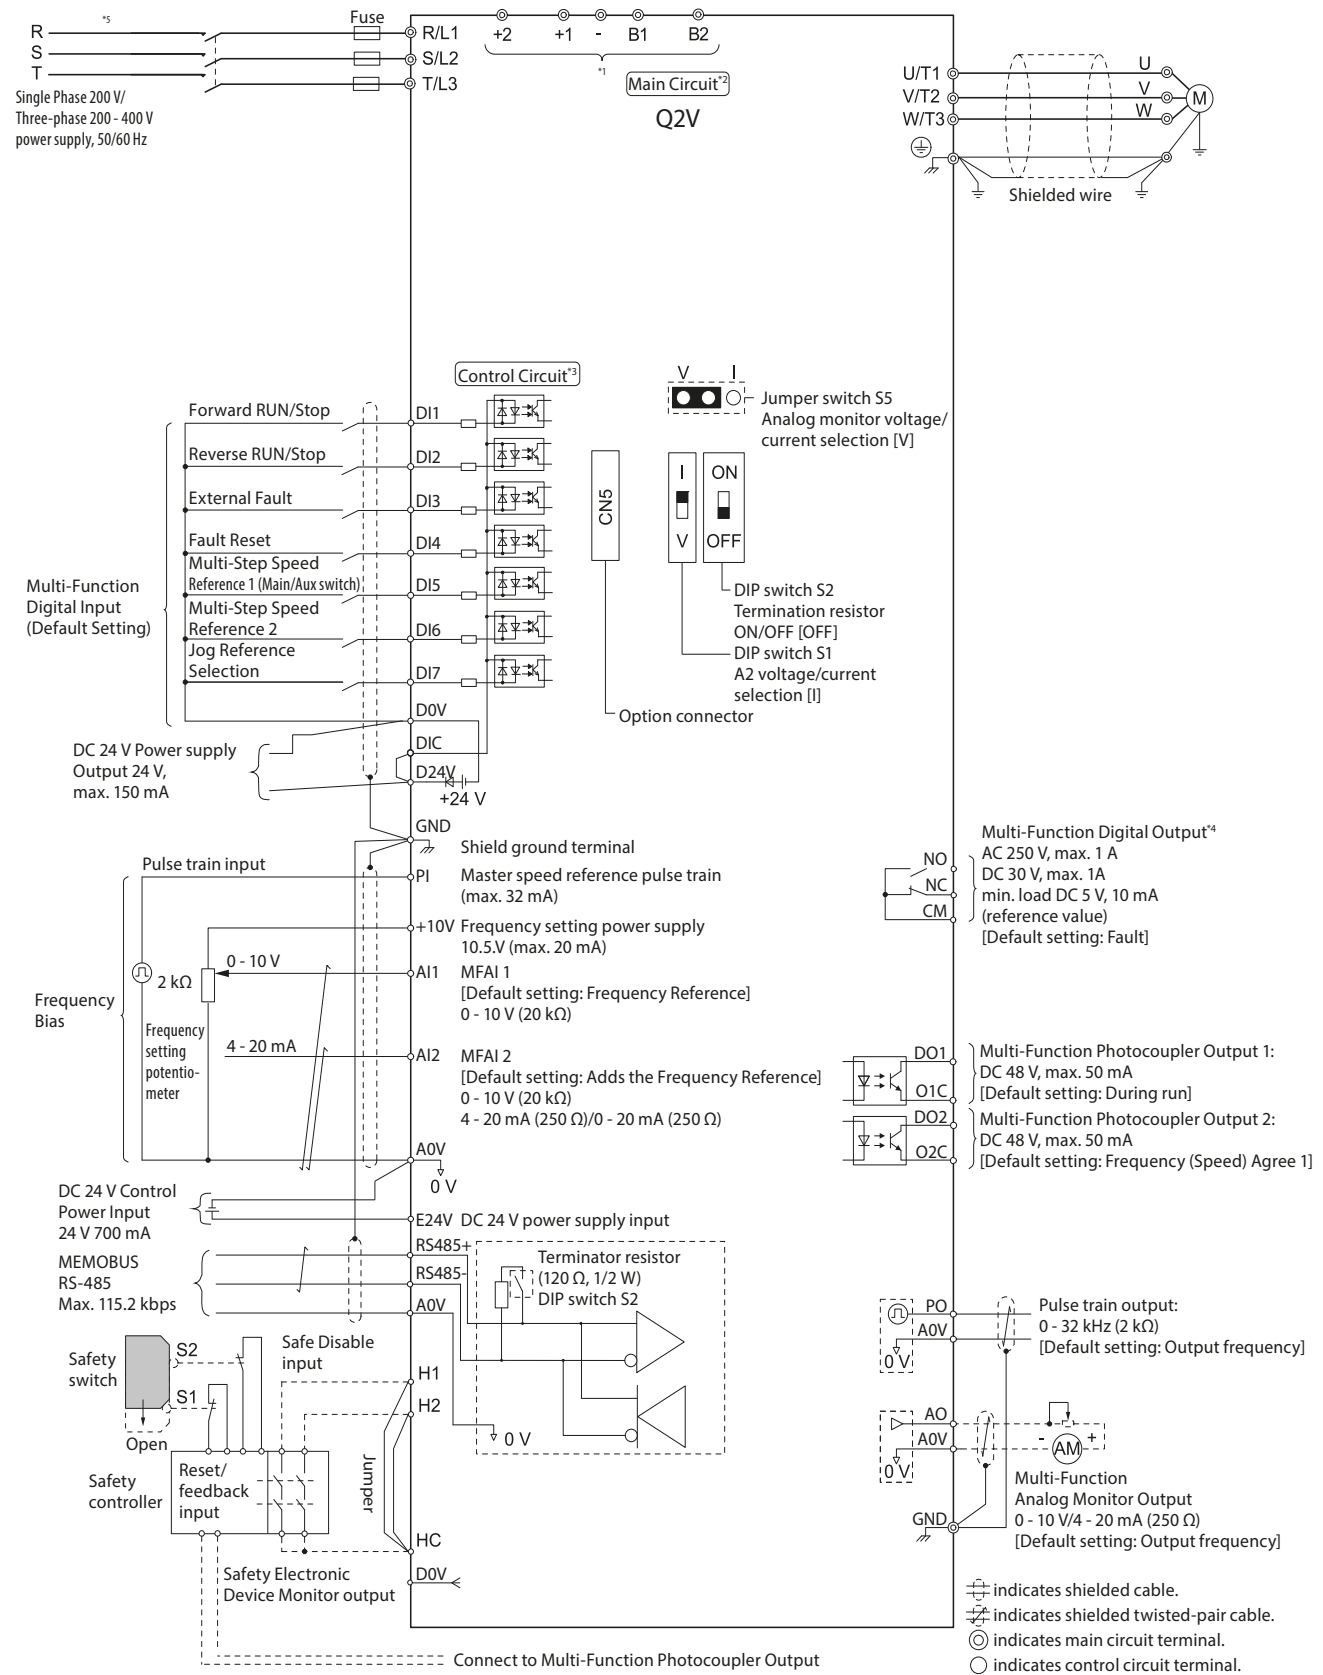 R
*5
S
T
Fuse
Single Phase 200 V/
Three-phase 200 - 400 V
power supply, 50/60 Hz
R/L1
S/L2
T/L3
+2
+1
-
B1
B2
*1
Main Circuit*2
Q2V
U/T1
V/T2
W/T3
U
V
W
M
Shielded wire
Control Circuit*3
V
I
Jumper switch S5
Analog monitor voltage/
current selection [V]
Forward RUN/Stop
Reverse RUN/Stop
External Fault
Fault Reset
Multi-Step Speed
Reference 1 (Main/Aux switch)
Multi-Step Speed
Reference 2
Jog Reference
Selection
Multi-Function
Digital Input
(Default Setting)
DI1
DI2
DI3
DI4
DI5
DI6
DI7
D0V
DIC
D24V
+24 V
CN5
I
V
ON
OFF
DIP switch S2
Termination resistor
ON/OFF [OFF]
DIP switch S1
A2 voltage/current
selection [I]
Option connector
DC 24 V Power supply
Output 24 V,
max. 150 mA
GND
Shield ground terminal
Pulse train input
PI
Master speed reference pulse train
(max. 32 mA)
+10V
Frequency setting power supply
10.5.V (max. 20 mA)
0 - 10 V
2 kΩ
AI1
MFAI 1
[Default setting: Frequency Reference]
0 - 10 V (20 kΩ)
Frequency
Bias
Frequency
setting
potentio-
meter
4 - 20 mA
AI2
MFAI 2
[Default setting: Adds the Frequency Reference]
0 - 10 V (20 kΩ)
4 - 20 mA (250 Ω)/0 - 20 mA (250 Ω)
A0V
0 V
NO
NC
CM
Multi-Function Digital Output*4
AC 250 V, max. 1 A
DC 30 V, max. 1A
min. load DC 5 V, 10 mA
(reference value)
[Default setting: Fault]
DO1
O1C
Multi-Function Photocoupler Output 1:
DC 48 V, max. 50 mA
[Default setting: During run]
DO2
O2C
Multi-Function Photocoupler Output 2:
DC 48 V, max. 50 mA
[Default setting: Frequency (Speed) Agree 1]
DC 24 V Control
Power Input
24 V 700 mA
E24V
DC 24 V power supply input
MEMOBUS
RS-485
Max. 115.2 kbps
RS485+
RS485-
A0V
Terminator resistor
(120 Ω, 1/2 W)
DIP switch S2
0 V
Safety
switch
S2
S1
Open
Safe Disable
input
H1
H2
Jumper
HC
D0V
Safety
controller
Reset/
feedback
input
Safety Electronic
Device Monitor output
Connect to Multi-Function Photocoupler Output
PO
A0V
0 V
Pulse train output:
0 - 32 kHz (2 kΩ)
[Default setting: Output frequency]
AO
A0V
0 V
-
+
AM
GND
Multi-Function
Analog Monitor Output
0 - 10 V/4 - 20 mA (250 Ω)
[Default setting: Output frequency]
indicates shielded cable.
indicates shielded twisted-pair cable.
indicates main circuit terminal.
indicates control circuit terminal.